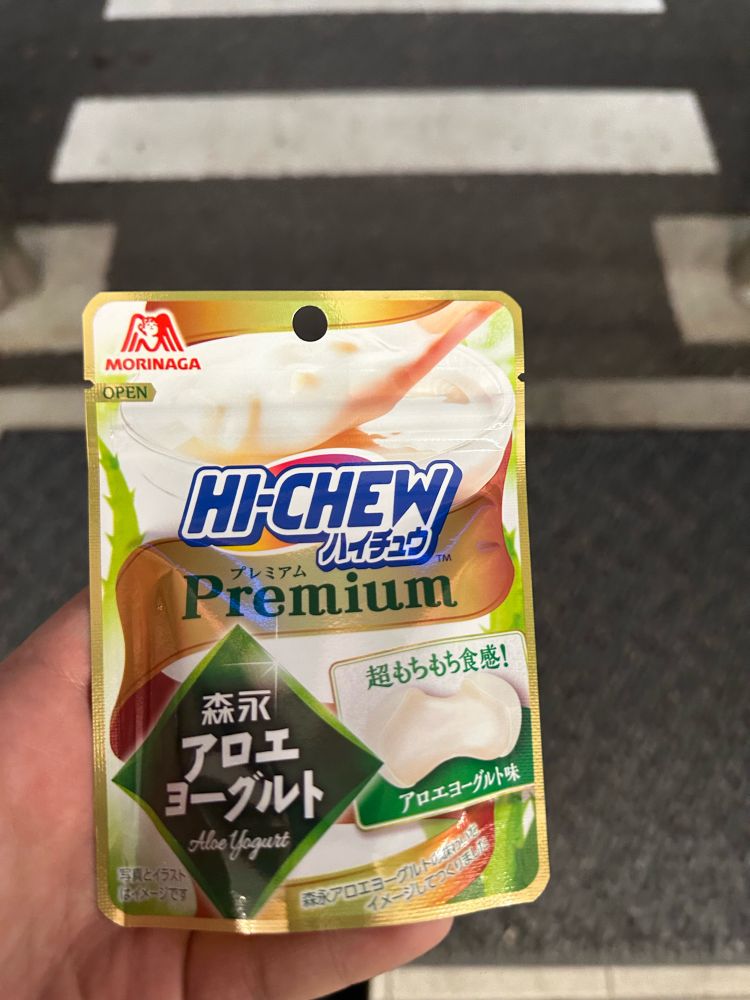 MORINAGA
OPEN
HI-CHEW
ハイチュウ
TM
プレミアム
Premium
超もちもち食感!
アロエヨーグルト味
森永
アロエ
ヨーグルト
Aloe Yogurt
写真とイラスト
はイメージです
森永アロエヨーグルトの味わいを
イメージしてつくりました